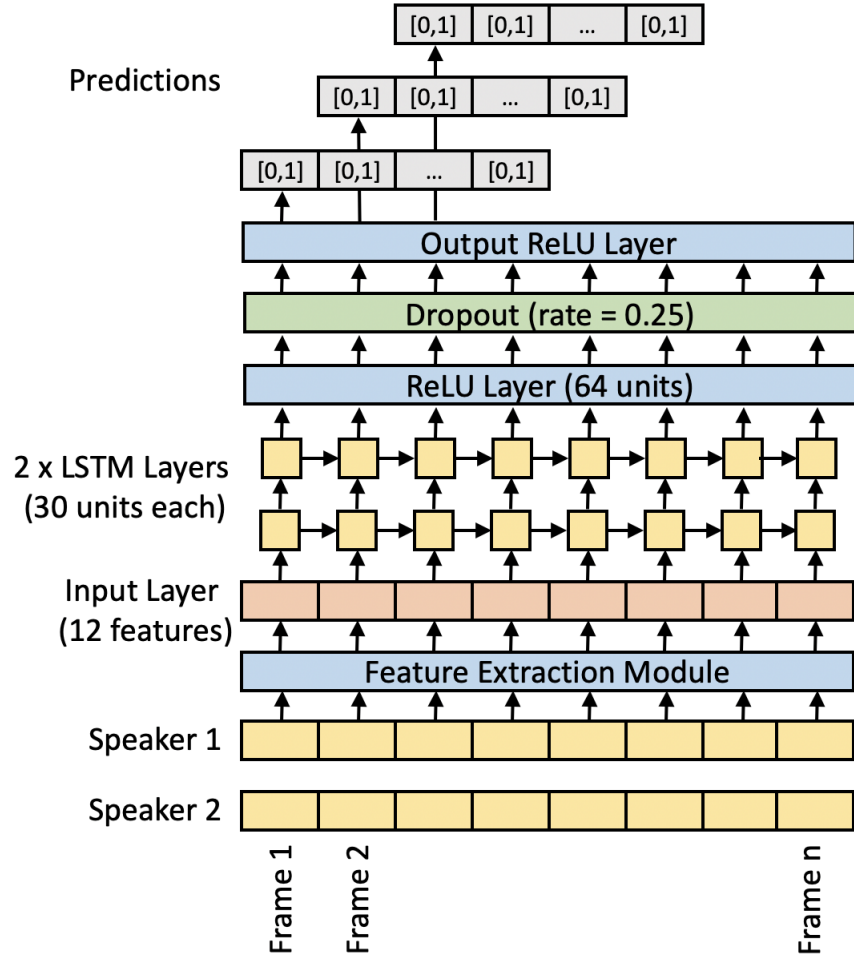 [0,1] [0,1] ... [0,1]
Predictions
[0,1] [0,1] ... [0,1]
[0,1] [0,1] ... [0,1]
Output ReLU Layer
Dropout (rate = 0.25)
ReLU Layer (64 units)
2 x LSTM Layers
(30 units each)
Input Layer
(12 features)
Feature Extraction Module
Speaker 1
Speaker 2
Frame 1
Frame 2
Frame n